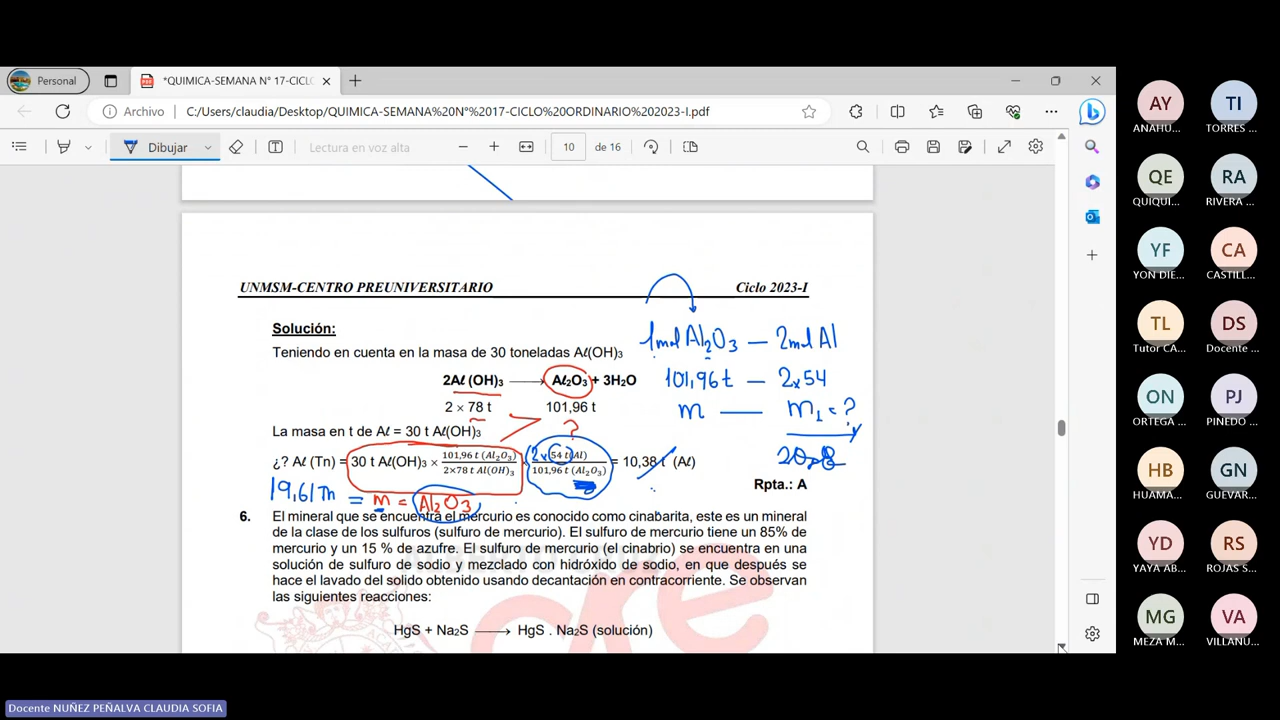 Personal
*QUIMICA-SEMANA N° 17-CICLO
Archivo
C:/Users/claudia/Desktop/QUIMICA-SEMANA%20N°%2017-CICLO%20ORDINARIO%202023-I.pdf
Dibujar
Lectura en voz alta
10 de 16
UNMSM-CENTRO PREUNIVERSITARIO Ciclo 2023-I
Solución:
Teniendo en cuenta en la masa de 30 toneladas Aℓ(OH)3
2Aℓ (OH)3 ⟶ Aℓ2O3 + 3H2O
2 × 78 t 101,96 t
?
La masa en t de Aℓ = 30 t Aℓ(OH)3
¿? Aℓ (Tn) = 30 t Aℓ(OH)3 × 101,96 t (Aℓ2O3) / 2×78 t Aℓ(OH)3 2 x 54 t(Aℓ) / 101,96 t (Aℓ2O3) = 10,38 t (Aℓ)
Rpta.: A
19,61 Tn = m = Al2O3
1mol Al2O3 — 2mol Al
101,96 t — 2x54
m — m1 = ?
6. El mineral que se encuentra el mercurio es conocido como cinabarita, este es un mineral
de la clase de los sulfuros (sulfuro de mercurio). El sulfuro de mercurio tiene un 85% de
mercurio y un 15 % de azufre. El sulfuro de mercurio (el cinabrio) se encuentra en una
solución de sulfuro de sodio y mezclado con hidróxido de sodio, en que después se
hace el lavado del solido obtenido usando decantación en contracorriente. Se observan
las siguientes reacciones:
HgS + Na2S ⟶ HgS . Na2S (solución)
AY
ANAHU...
TI
TORRES ...
QE
QUIQUI...
RA
RIVERA ...
YF
YON DIE...
CA
CASTILL...
TL
Tutor CA...
DS
Docente ...
ON
ORTEGA ...
PJ
PINEDO ...
HB
HUAMA...
GN
GUEVAR...
YD
YAYA AB...
RS
ROJAS S...
MG
MEZA M...
VA
VILLANU...
Docente NUÑEZ PEÑALVA CLAUDIA SOFIA